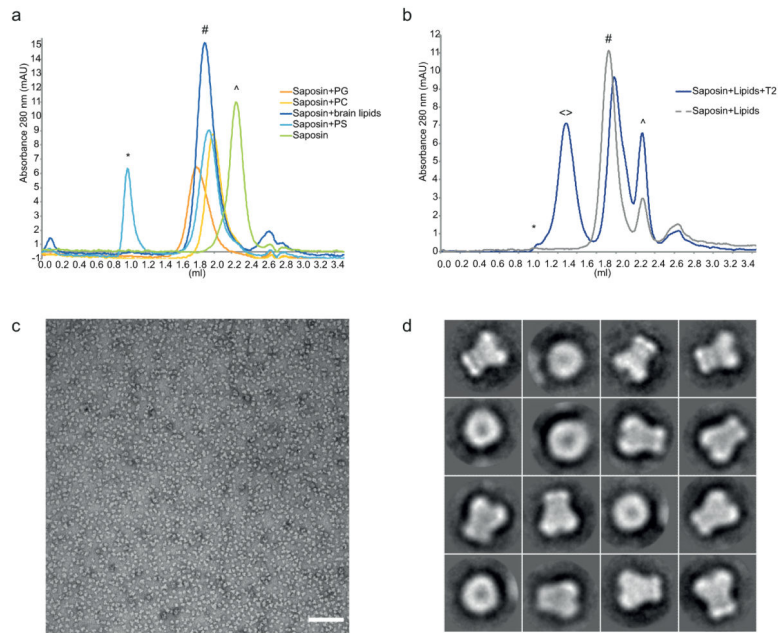 a
Absorbance 280 nm (mAU)
15
14
13
12
11
10
9
8
7
6
5
4
3
2
1
-1
*
#
^
Saposin+PG
Saposin+PC
Saposin+brain lipids
Saposin+PS
Saposin
0.0 0.2 0.4 0.6 0.8 1.0 1.2 1.4 1.6 1.8 2.0 2.2 2.4 2.6 2.8 3.0 3.2 3.4
(ml)
b
Absorbance 280 nm (mAU)
12
11
10
9
8
7
6
5
4
3
2
1
0
*
<>
#
^
Saposin+Lipids+T2
Saposin+Lipids
0.0 0.2 0.4 0.6 0.8 1.0 1.2 1.4 1.6 1.8 2.0 2.2 2.4 2.6 2.8 3.0 3.2 3.4
(ml)
c
d